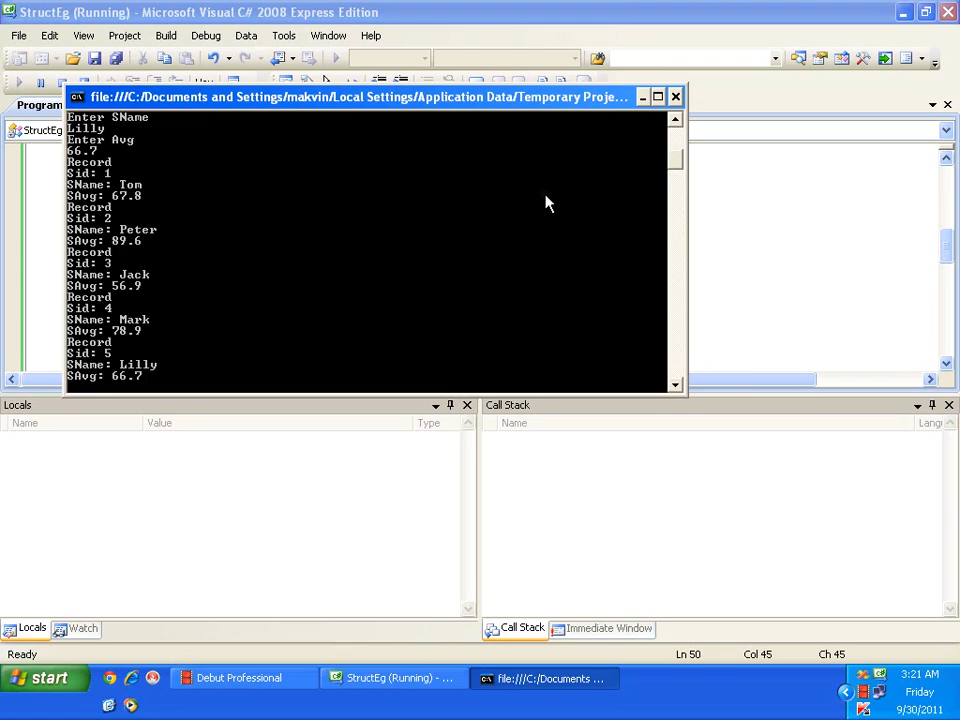 StructEg (Running) - Microsoft Visual C# 2008 Express Edition
File Edit View Project Build Debug Data Tools Window Help
file:///C:/Documents and Settings/makvin/Local Settings/Application Data/Temporary Proje...
Program
StructEg
Enter SName
Lilly
Enter Avg
66.7
Record
Sid: 1
SName: Tom
SAvg: 67.8
Record
Sid: 2
SName: Peter
SAvg: 89.6
Record
Sid: 3
SName: Jack
SAvg: 56.9
Record
Sid: 4
SName: Mark
SAvg: 78.9
Record
Sid: 5
SName: Lilly
SAvg: 66.7
Locals
Name Value Type
Call Stack
Name Lang
Locals Watch
Call Stack Immediate Window
Ready Ln 50 Col 45 Ch 45
start Debut Professional StructEg (Running) - ... file:///C:/Documents ...
3:21 AM
Friday
9/30/2011